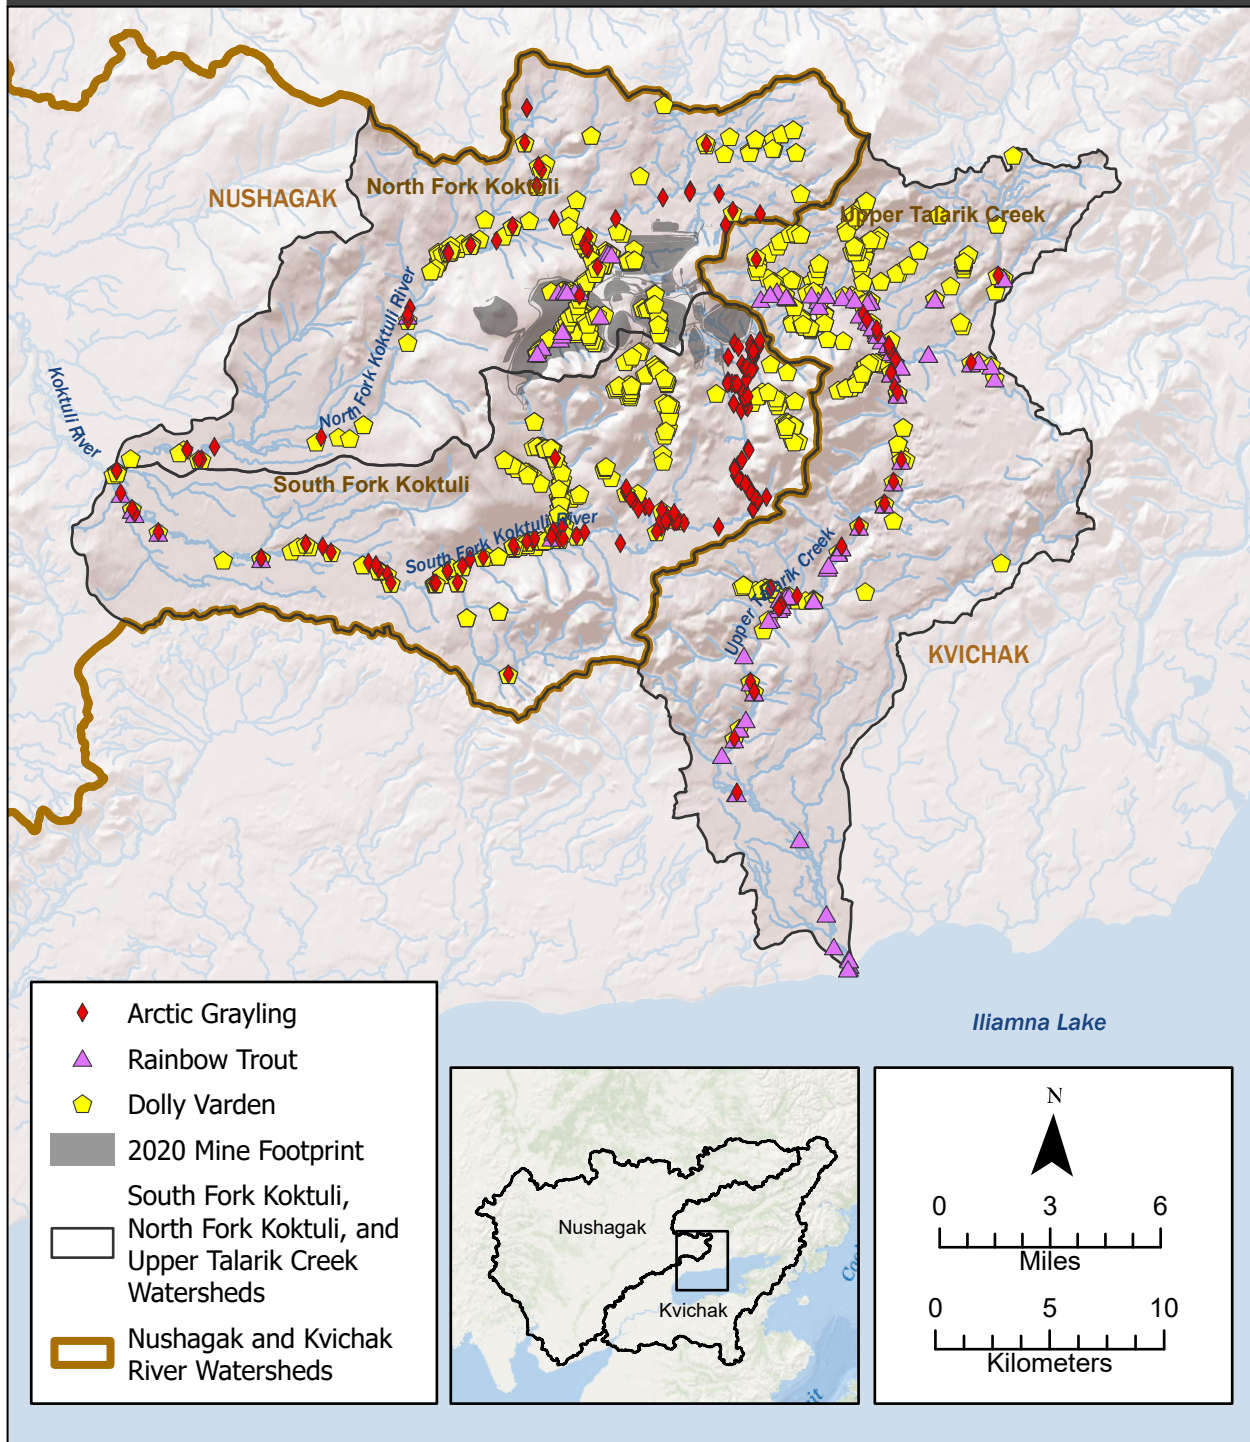 NUSHAGAK
North Fork Koktuli
Upper Talarik Creek
North Fork Koktuli River
Koktuli River
South Fork Koktuli
South Fork Koktuli River
Upper Talarik Creek
KVICHAK
Iliamna Lake
Arctic Grayling
Rainbow Trout
Dolly Varden
2020 Mine Footprint
South Fork Koktuli,
North Fork Koktuli, and
Upper Talarik Creek
Watersheds
Nushagak and Kvichak
River Watersheds
Nushagak
Kvichak
N
0 3 6
Miles
0 5 10
Kilometers